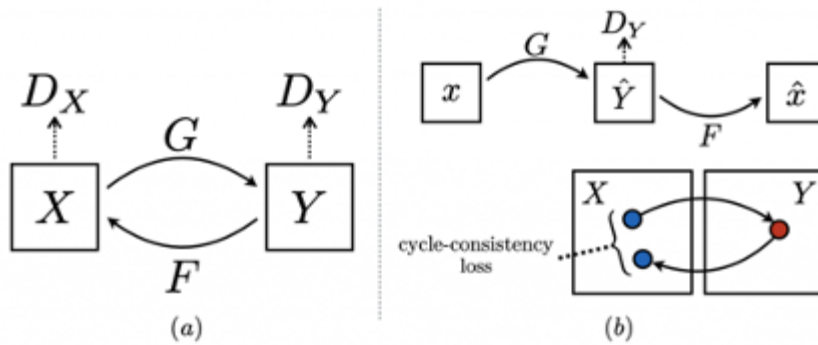 D_X
D_Y
G
X
Y
F
(a)
D_Y
G
x
Ŷ
x̂
F
X
Y
cycle-consistency
loss
(b)